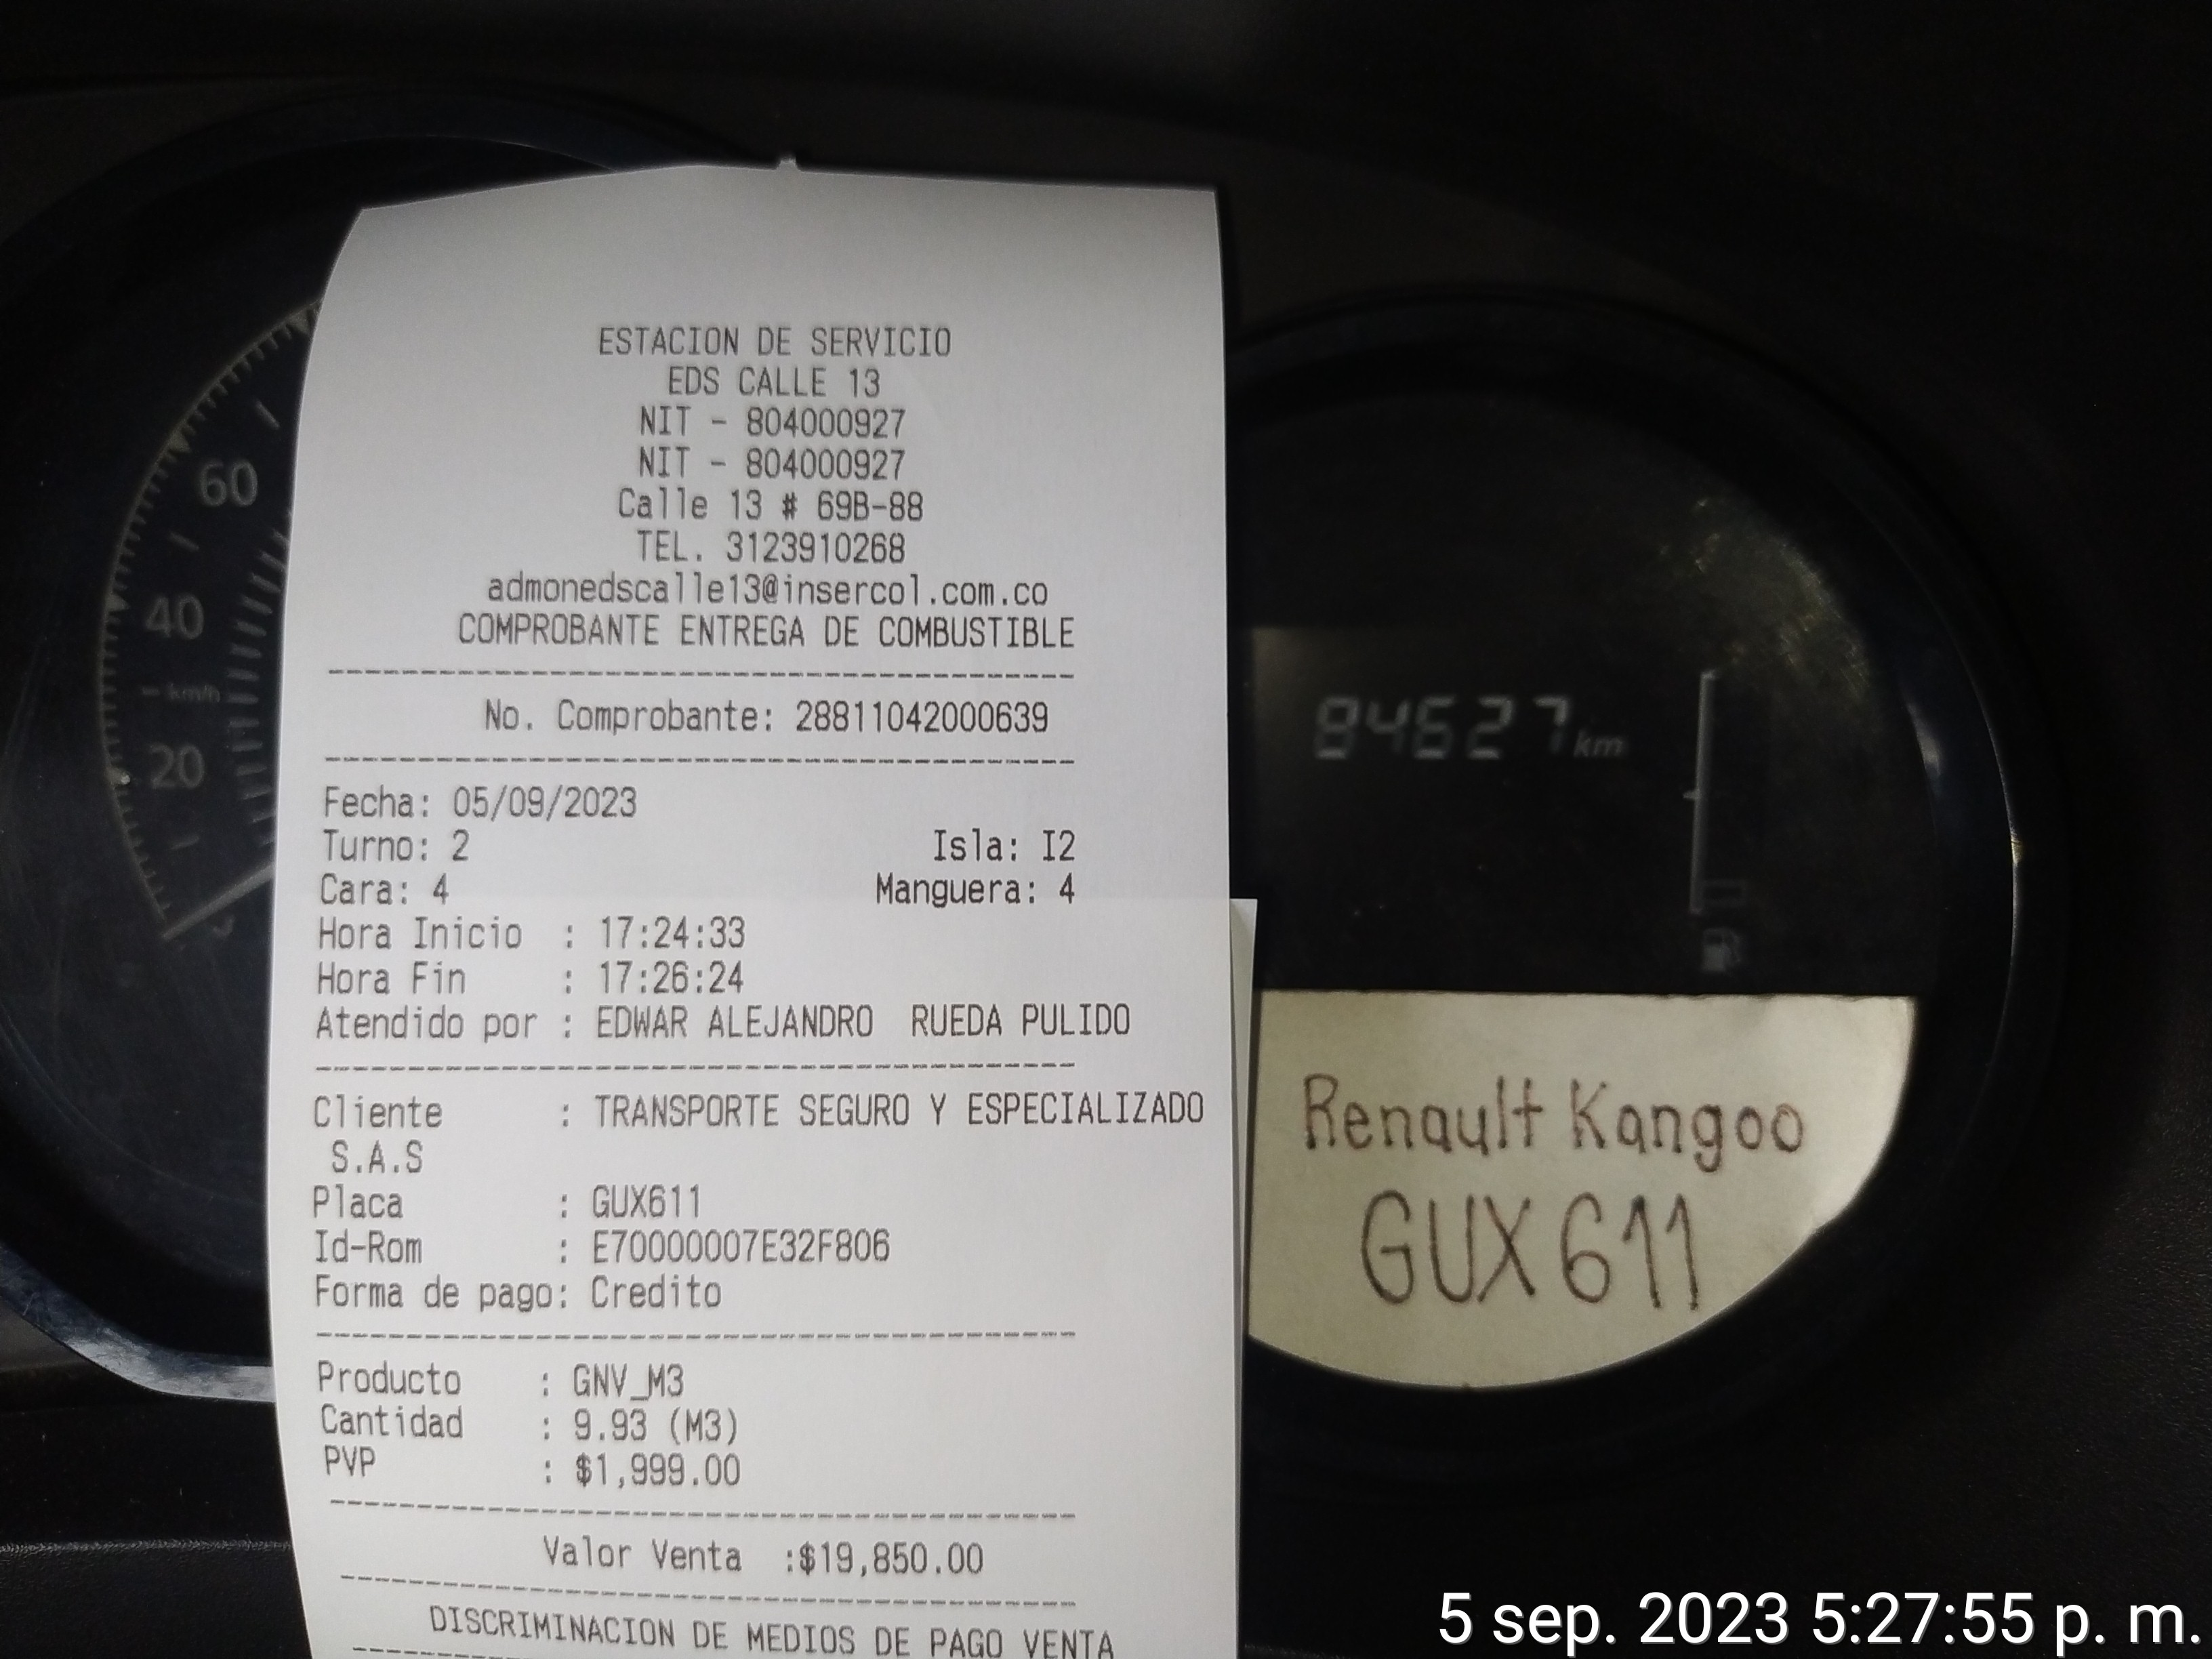 ESTACION DE SERVICIO
EDS CALLE 13
NIT - 804000927
NIT - 804000927
Calle 13 # 69B-88
TEL. 3123910268
admonedscalle13@insercol.com.co
COMPROBANTE ENTREGA DE COMBUSTIBLE
No. Comprobante: 28811042000639
Fecha: 05/09/2023
Turno: 2 Isla: I2
Cara: 4 Manguera: 4
Hora Inicio : 17:24:33
Hora Fin : 17:26:24
Atendido por : EDWAR ALEJANDRO RUEDA PULIDO
Cliente : TRANSPORTE SEGURO Y ESPECIALIZADO
S.A.S
Placa : GUX611
Id-Rom : E70000007E32F806
Forma de pago: Credito
Producto : GNV_M3
Cantidad : 9.93 (M3)
PVP : $1,999.00
Valor Venta :$19,850.00
DISCRIMINACION DE MEDIOS DE PAGO VENTA
60
40
km/h
20
84627 km
Renault Kangoo
GUX611
5 sep. 2023 5:27:55 p. m.